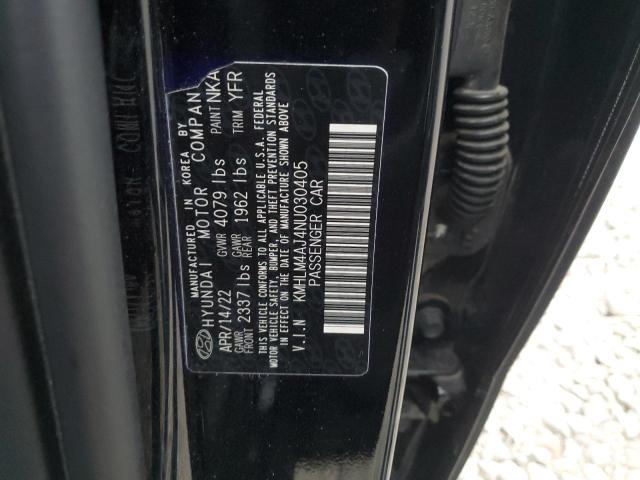 MANUFACTURED IN KOREA BY
HYUNDAI MOTOR COMPAN
APR/14/22 GVWR 4079 lbs PAINT NKA
GAWR FRONT 2337 lbs GAWR REAR 1962 lbs TRIM YFR
THIS VEHICLE CONFORMS TO ALL APPLICABLE U.S.A. FEDERAL
MOTOR VEHICLE SAFETY, BUMPER, AND THEFT PREVENTION STANDARDS
IN EFFECT ON THE DATE OF MANUFACTURE SHOWN ABOVE
V.I.N KMHLM4AJ4NU030405
PASSENGER CAR